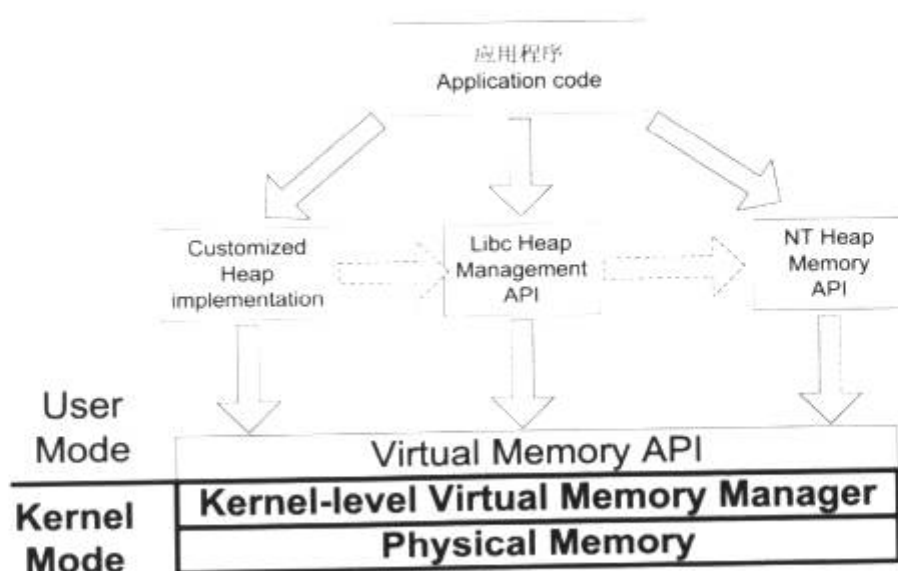 应用程序
Application code
Customized
Heap
implementation
Libc Heap
Management
API
NT Heap
Memory
API
User
Mode
Virtual Memory API
Kernel
Mode
Kernel-level Virtual Memory Manager
Physical Memory